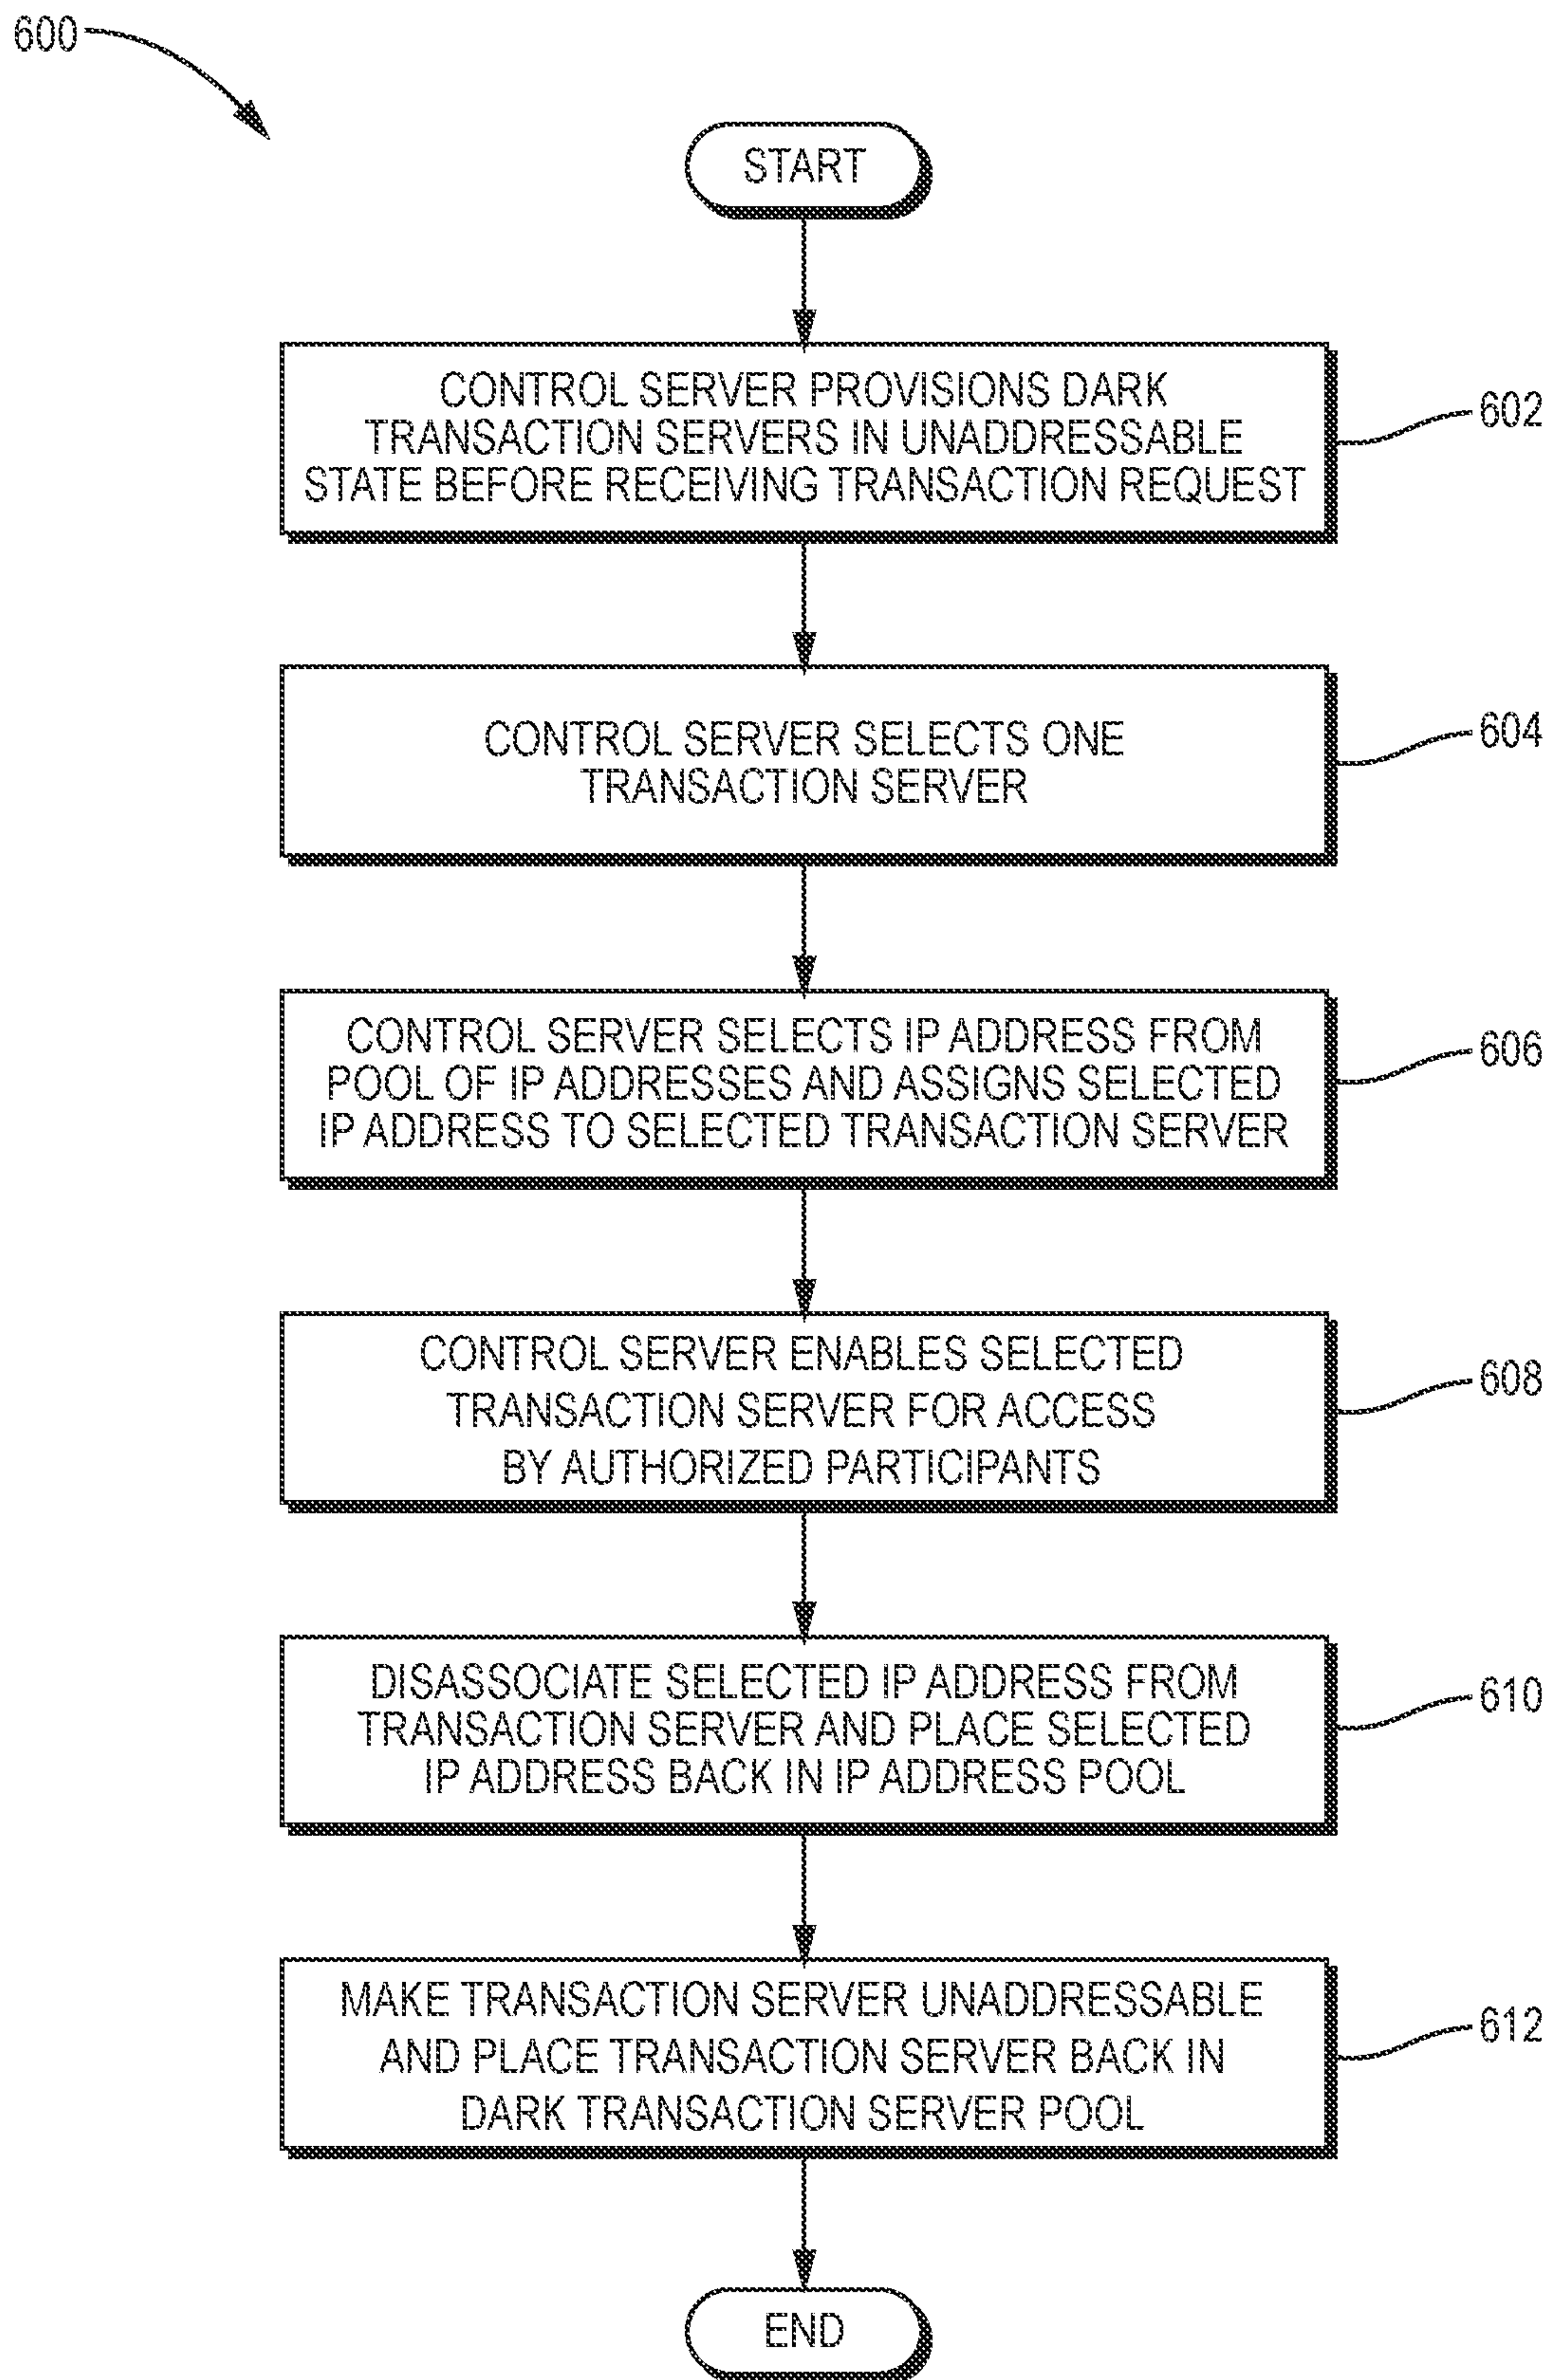 600
START
CONTROL SERVER PROVISIONS DARK
TRANSACTION SERVERS IN UNADDRESSABLE
STATE BEFORE RECEIVING TRANSACTION REQUEST
602
CONTROL SERVER SELECTS ONE
TRANSACTION SERVER
604
CONTROL SERVER SELECTS IP ADDRESS FROM
POOL OF IP ADDRESSES AND ASSIGNS SELECTED
IP ADDRESS TO SELECTED TRANSACTION SERVER
606
CONTROL SERVER ENABLES SELECTED
TRANSACTION SERVER FOR ACCESS
BY AUTHORIZED PARTICIPANTS
608
DISASSOCIATE SELECTED IP ADDRESS FROM
TRANSACTION SERVER AND PLACE SELECTED
IP ADDRESS BACK IN IP ADDRESS POOL
610
MAKE TRANSACTION SERVER UNADDRESSABLE
AND PLACE TRANSACTION SERVER BACK IN
DARK TRANSACTION SERVER POOL
612
END